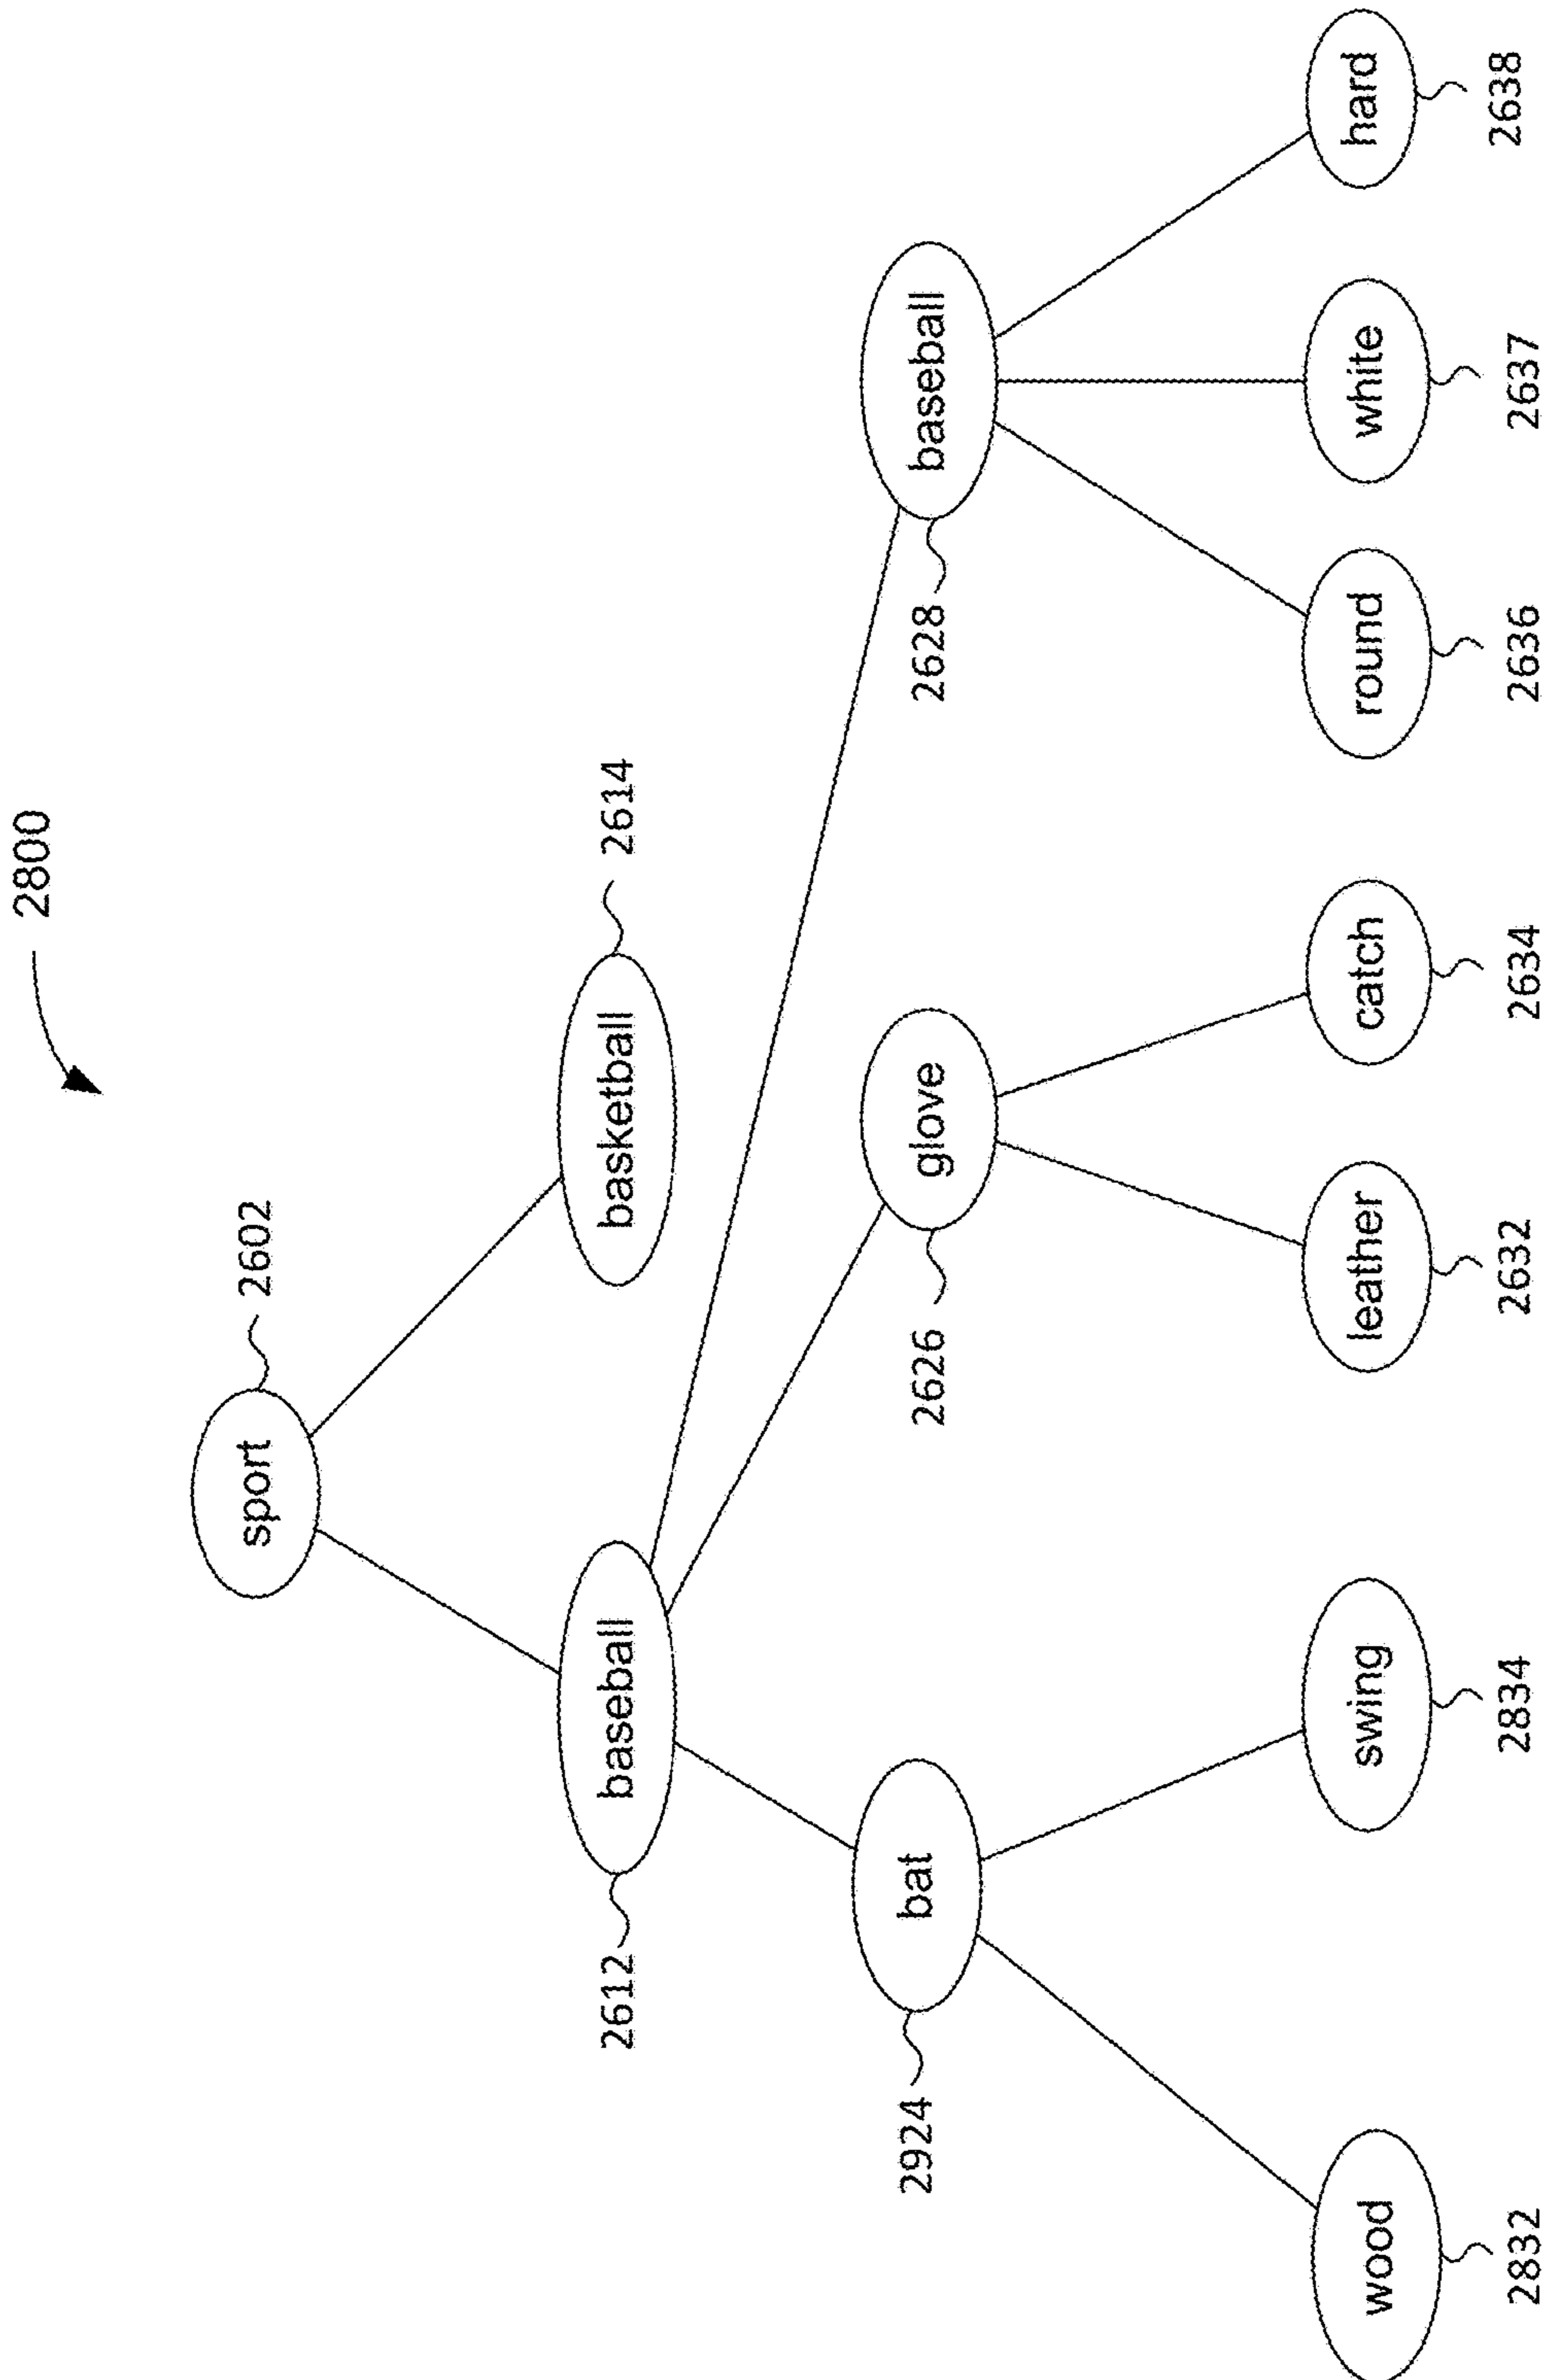 2800
sport
2602
2612
baseball
basketball
2614
2924
bat
2626
glove
2628
baseball
wood
swing
leather
catch
round
white
hard
2832
2834
2632
2634
2636
2637
2638